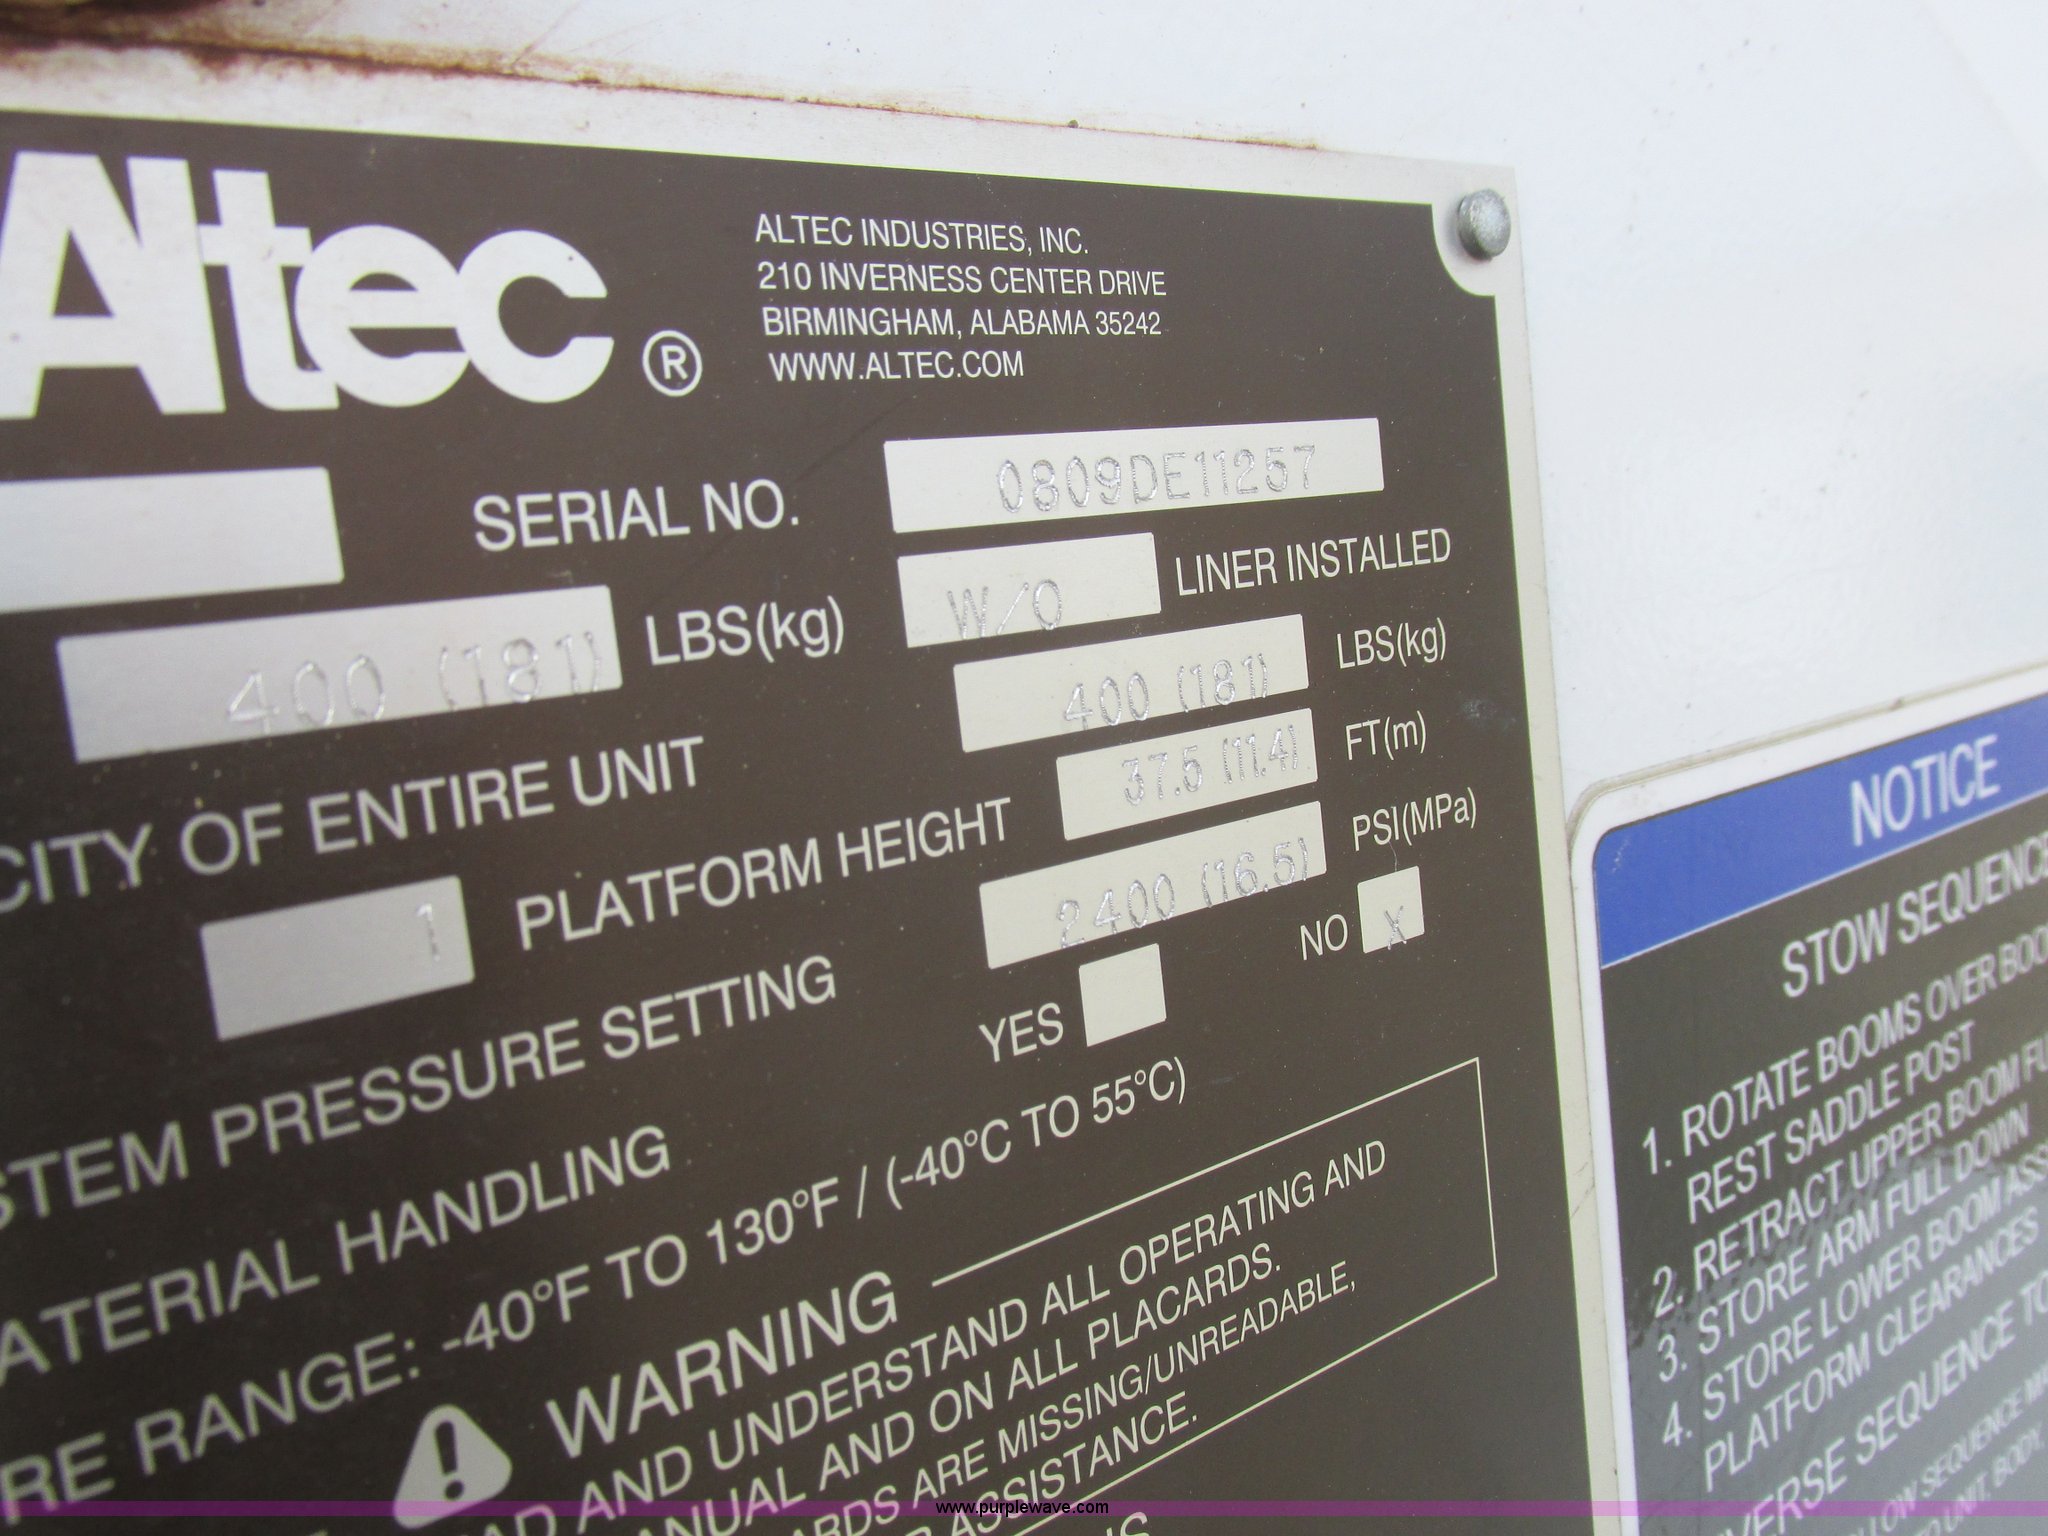 Altec ®
ALTEC INDUSTRIES, INC.
210 INVERNESS CENTER DRIVE
BIRMINGHAM, ALABAMA 35242
WWW.ALTEC.COM
SERIAL NO. 0809DE11257
400 (181) LBS(kg) W/O LINER INSTALLED
CITY OF ENTIRE UNIT 400 (181) LBS(kg)
1 PLATFORM HEIGHT 37.5 (11.4) FT(m)
STEM PRESSURE SETTING 2400 (16.5) PSI(MPa)
ATERIAL HANDLING YES NO X
RE RANGE: -40°F TO 130°F / (-40°C TO 55°C)
WARNING
AD AND UNDERSTAND ALL OPERATING AND
ANUAL AND ON ALL PLACARDS.
ARDS ARE MISSING/UNREADABLE,
R ASSISTANCE.
NOTICE
STOW SEQUENCE
1. ROTATE BOOMS OVER BOO
REST SADDLE POST
2. RETRACT UPPER BOOM FU
3. STORE ARM FULL DOWN
4. STORE LOWER BOOM ASS
PLATFORM CLEARANCES
VERSE SEQUENCE TO
LOW SEQUENCE
UNIT, BODY,
www.purplewave.com